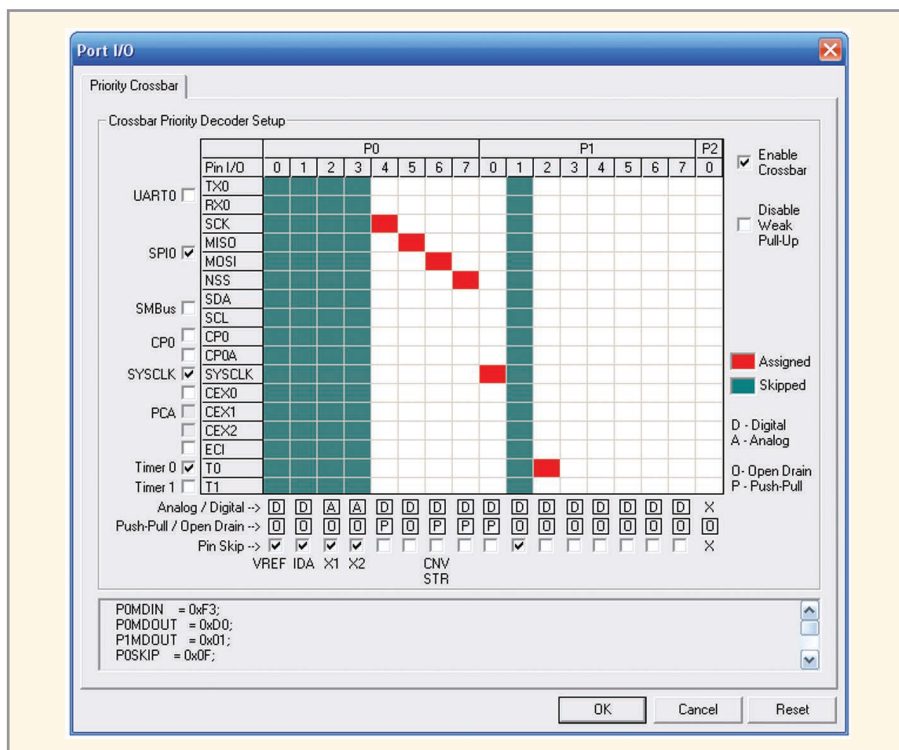 Port I/O
Priority Crossbar
Crossbar Priority Decoder Setup
P0 P1 P2
Pin I/O 0 1 2 3 4 5 6 7 0 1 2 3 4 5 6 7 0
Enable Crossbar
UART0
TX0
RX0
Disable Weak Pull-Up
SPI0
SCK
MISO
MOSI
NSS
SMBus
SDA
SCL
CP0
CP0
CP0A
SYSCLK
SYSCLK
PCA
CEX0
CEX1
CEX2
ECI
Timer 0
T0
Timer 1
T1
Assigned
Skipped
D - Digital
A - Analog
O- Open Drain
P - Push-Pull
Analog / Digital --> D D A A D D D D D D D D D D D D X
Push-Pull / Open Drain --> O O O O P O P P P O O O O O O O O
Pin Skip --> X
VREF IDA X1 X2 CNV
STR
P0MDIN = 0xF3;
P0MDOUT = 0xD0;
P1MDOUT = 0x01;
P0SKIP = 0x0F;
OK Cancel Reset